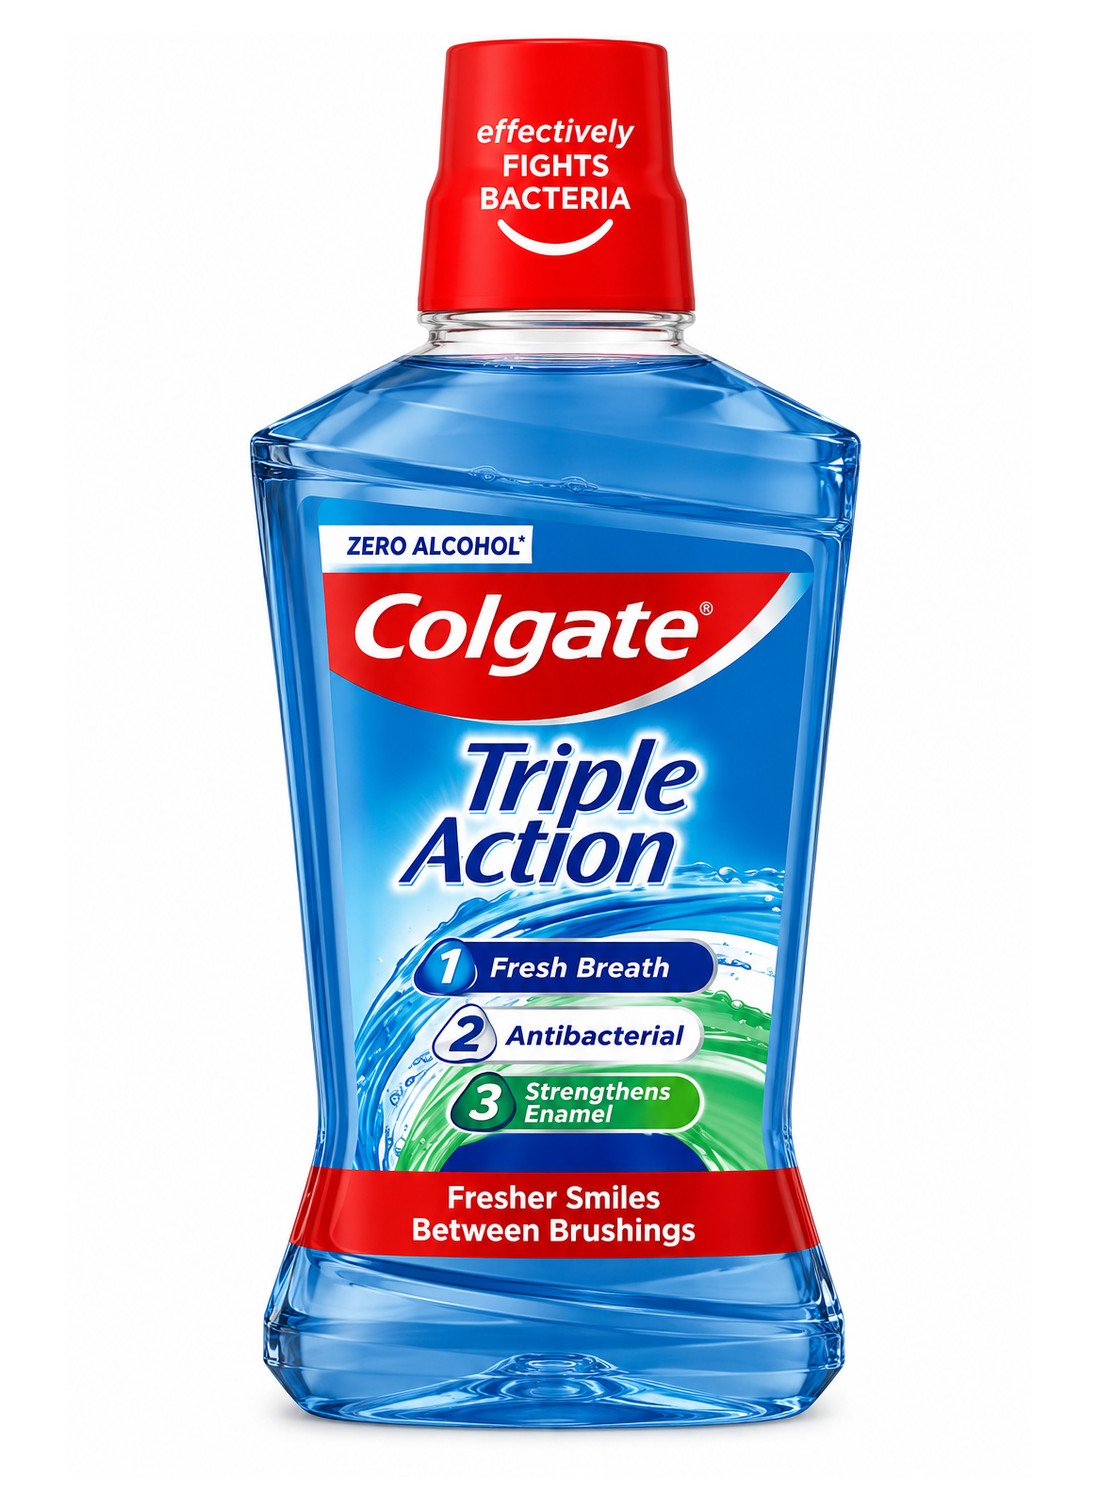 effectively
FIGHTS
BACTERIA
ZERO ALCOHOL*
Colgate®
Triple
Action
1 Fresh Breath
2 Antibacterial
3 Strengthens
Enamel
Fresher Smiles
Between Brushings